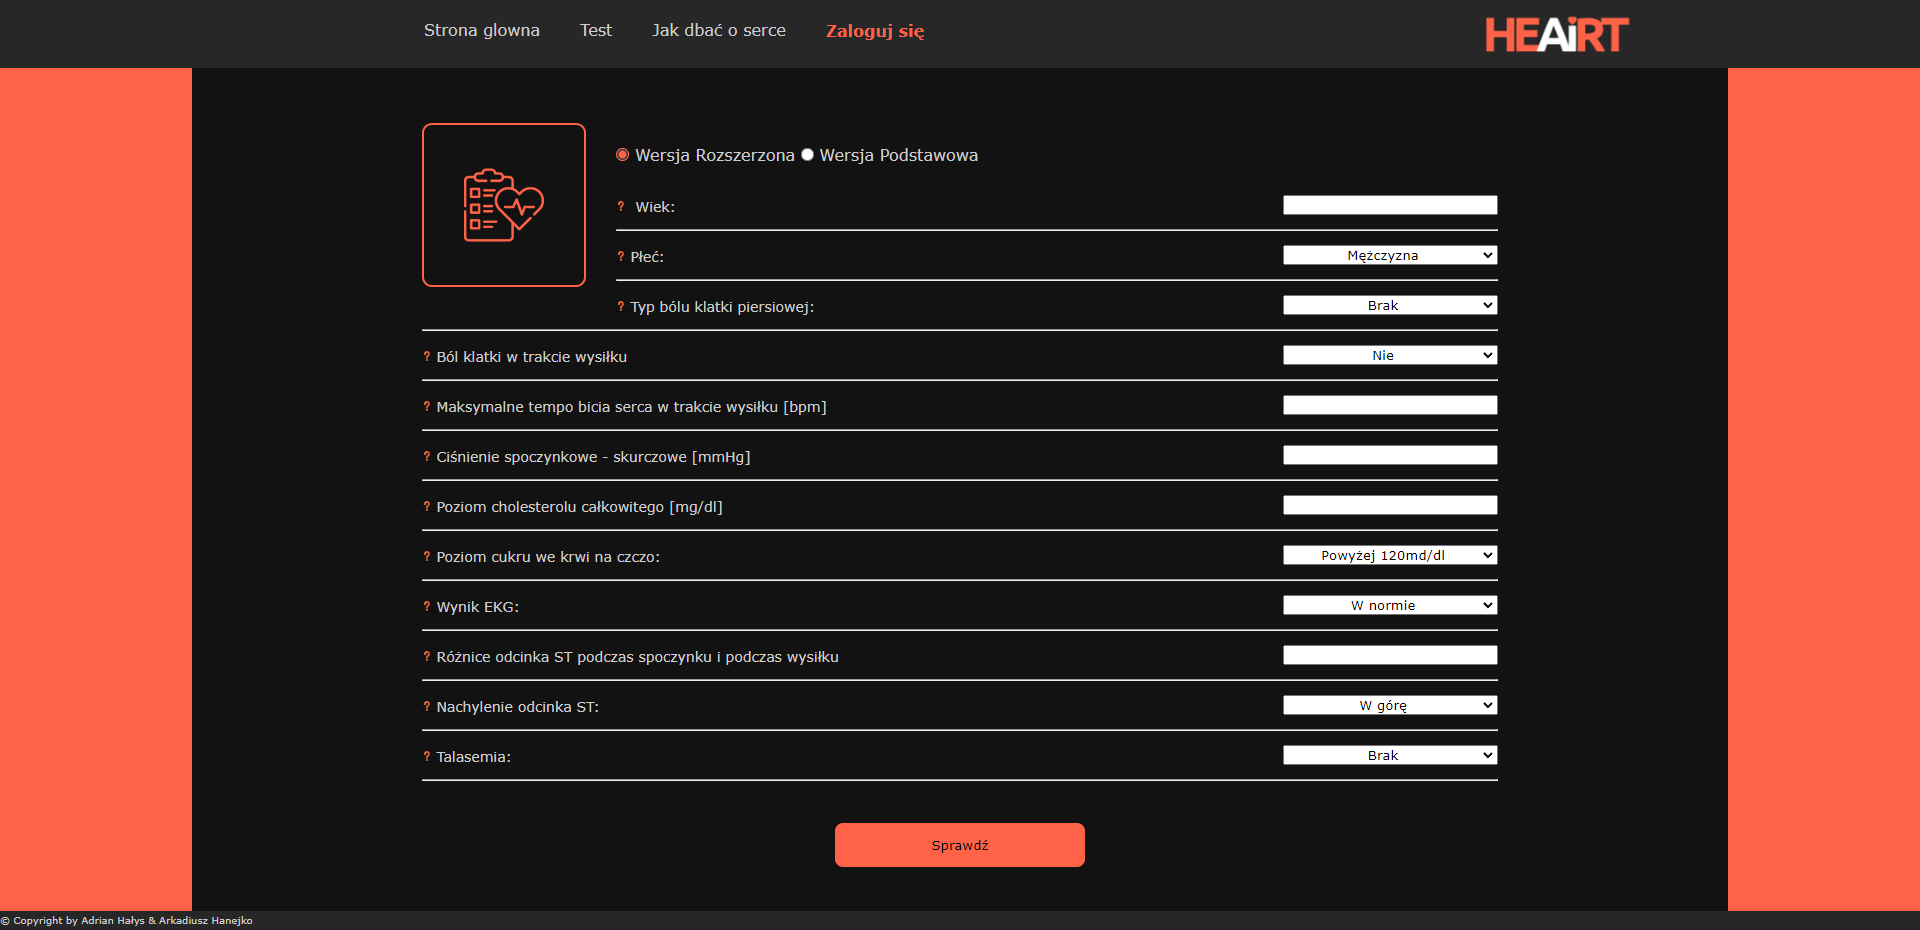 Strona glowna Test Jak dbać o serce Zaloguj się HEAiRT
Wersja Rozszerzona Wersja Podstawowa
? Wiek:
? Płeć: Mężczyzna
? Typ bólu klatki piersiowej: Brak
? Ból klatki w trakcie wysiłku Nie
? Maksymalne tempo bicia serca w trakcie wysiłku [bpm]
? Ciśnienie spoczynkowe - skurczowe [mmHg]
? Poziom cholesterolu całkowitego [mg/dl]
? Poziom cukru we krwi na czczo: Powyżej 120md/dl
? Wynik EKG: W normie
? Różnice odcinka ST podczas spoczynku i podczas wysiłku
? Nachylenie odcinka ST: W górę
? Talasemia: Brak
Sprawdź
© Copyright by Adrian Hałys & Arkadiusz Hanejko